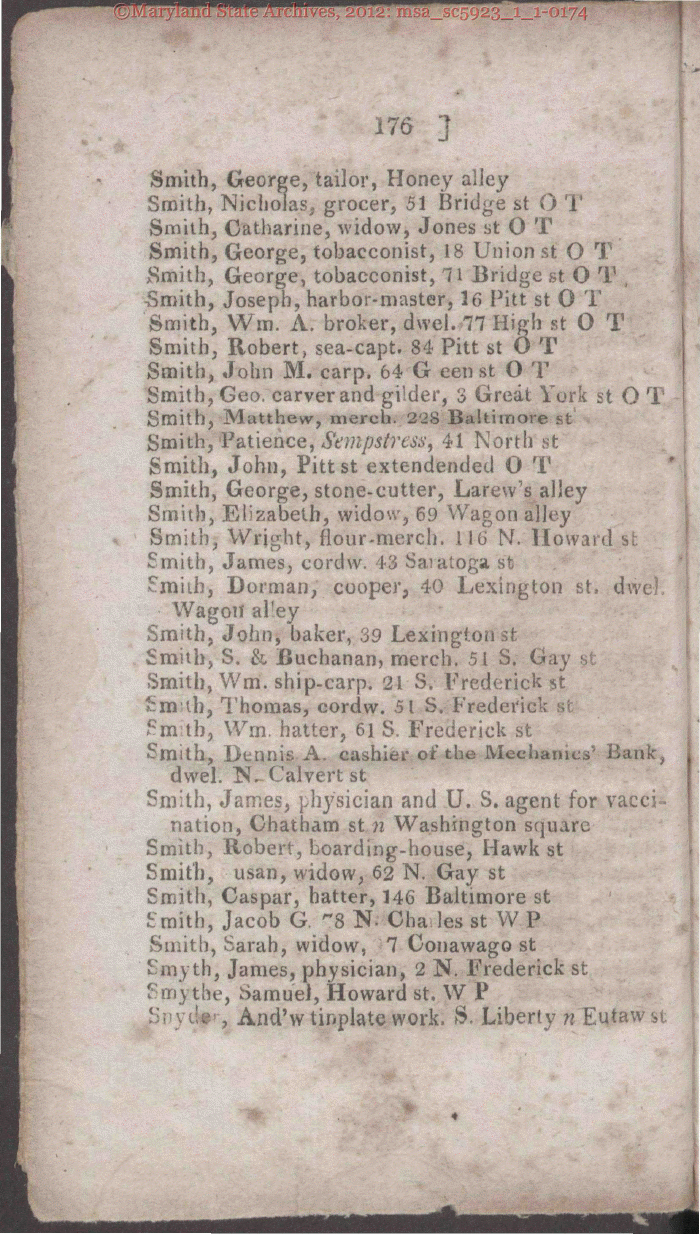 ©Maryland State Archives, 2012: msa_sc5923_1_1-0174
176 ]
Smith, George, tailor, Honey alley
Smith, Nicholas, grocer, 51 Bridge st O T
Smith, Catharine, widow, Jones st O T
Smith, George, tobacconist, 18 Union st O T
Smith, George, tobacconist, 71 Bridge st O T
Smith, Joseph, harbor-master, 16 Pitt st O T
Smith, Wm. A. broker, dwel. 77 High st O T
Smith, Robert, sea-capt. 84 Pitt st O T
Smith, John M. carp. 64 G een st O T
Smith, Geo. carver and gilder, 3 Great York st O T
Smith, Matthew, merch. 228 Baltimore st
Smith, Patience, Sempstress, 41 North st
Smith, John, Pitt st extendended O T
Smith, George, stone-cutter, Larew's alley
Smith, Elizabeth, widow, 69 Wagon alley
Smith, Wright, flour-merch. 116 N. Howard st
Smith, James, cordw. 43 Saratoga st
Smith, Dorman, cooper, 40 Lexington st. dwel.
Wagon alley
Smith, John, baker, 39 Lexington st
Smith, S. & Buchanan, merch. 51 S. Gay st
Smith, Wm. ship-carp. 21 S. Frederick st
Smith, Thomas, cordw. 51 S. Frederick st
Smith, Wm. hatter, 61 S. Frederick st
Smith, Dennis A. cashier of the Mechanics' Bank,
dwel. N. Calvert st
Smith, James, physician and U. S. agent for vacci-
nation, Chatham st n Washington square
Smith, Robert, boarding-house, Hawk st
Smith, usan, widow, 62 N. Gay st
Smith, Caspar, hatter, 146 Baltimore st
Smith, Jacob G. 78 N. Cha les st W P
Smith, Sarah, widow, 7 Conawago st
Smyth, James, physician, 2 N. Frederick st
Smythe, Samuel, Howard st. W P
Snyder, And'w tinplate work. S. Liberty n Eutaw st